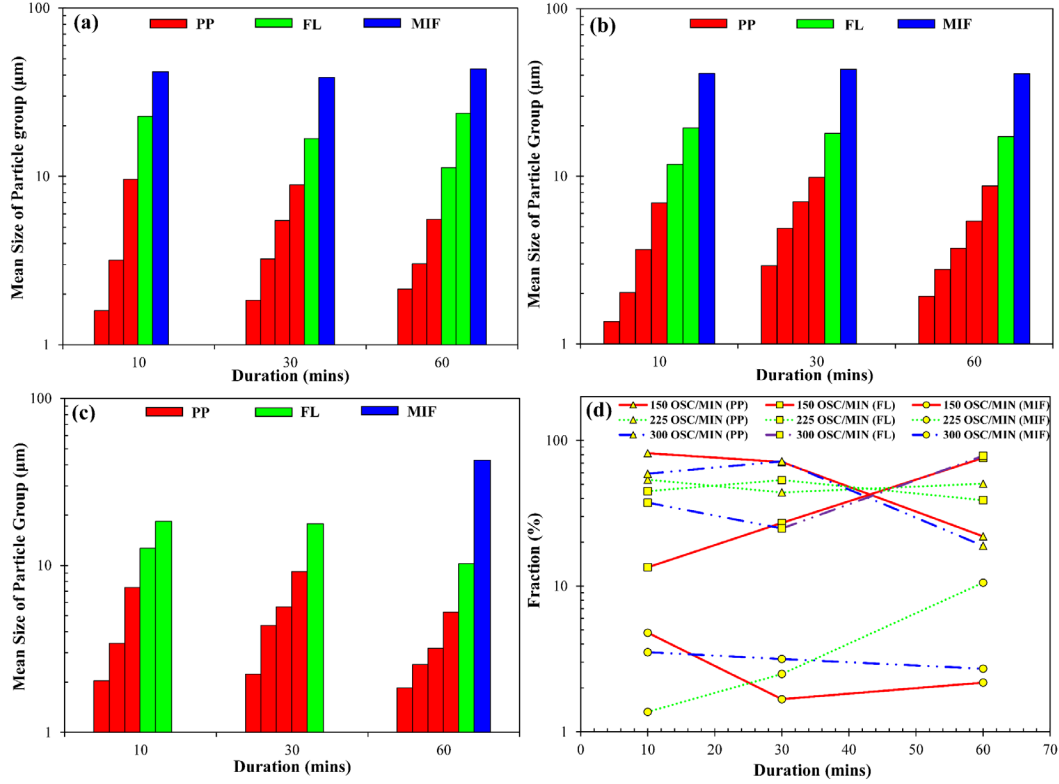 (a) PP FL MIF
100
10
1
Mean Size of Particle group (µm)
10 30 60
Duration (mins)
(b) PP FL MIF
100
10
1
Mean Size of Particle Group (µm)
10 30 60
Duration (mins)
(c) PP FL MIF
100
10
1
Mean Size of Particle Group (µm)
10 30 60
Duration (mins)
(d)
150 OSC/MIN (PP) 150 OSC/MIN (FL) 150 OSC/MIN (MIF)
225 OSC/MIN (PP) 225 OSC/MIN (FL) 225 OSC/MIN (MIF)
300 OSC/MIN (PP) 300 OSC/MIN (FL) 300 OSC/MIN (MIF)
100
10
1
Fraction (%)
0 10 20 30 40 50 60 70
Duration (mins)